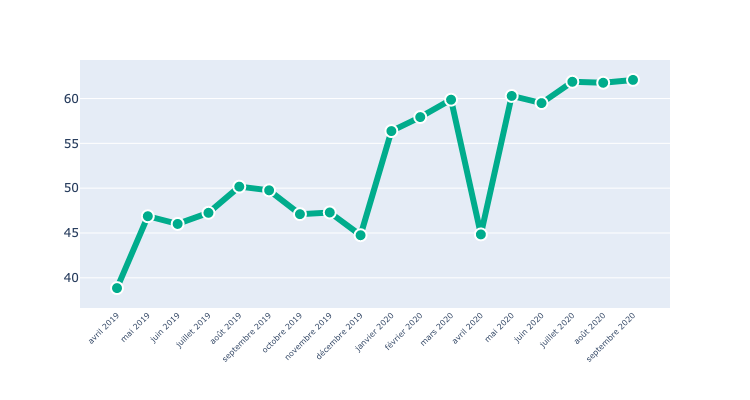 60
55
50
45
40
avril 2019
mai 2019
juin 2019
juillet 2019
août 2019
septembre 2019
octobre 2019
novembre 2019
décembre 2019
janvier 2020
février 2020
mars 2020
avril 2020
mai 2020
juin 2020
juillet 2020
août 2020
septembre 2020